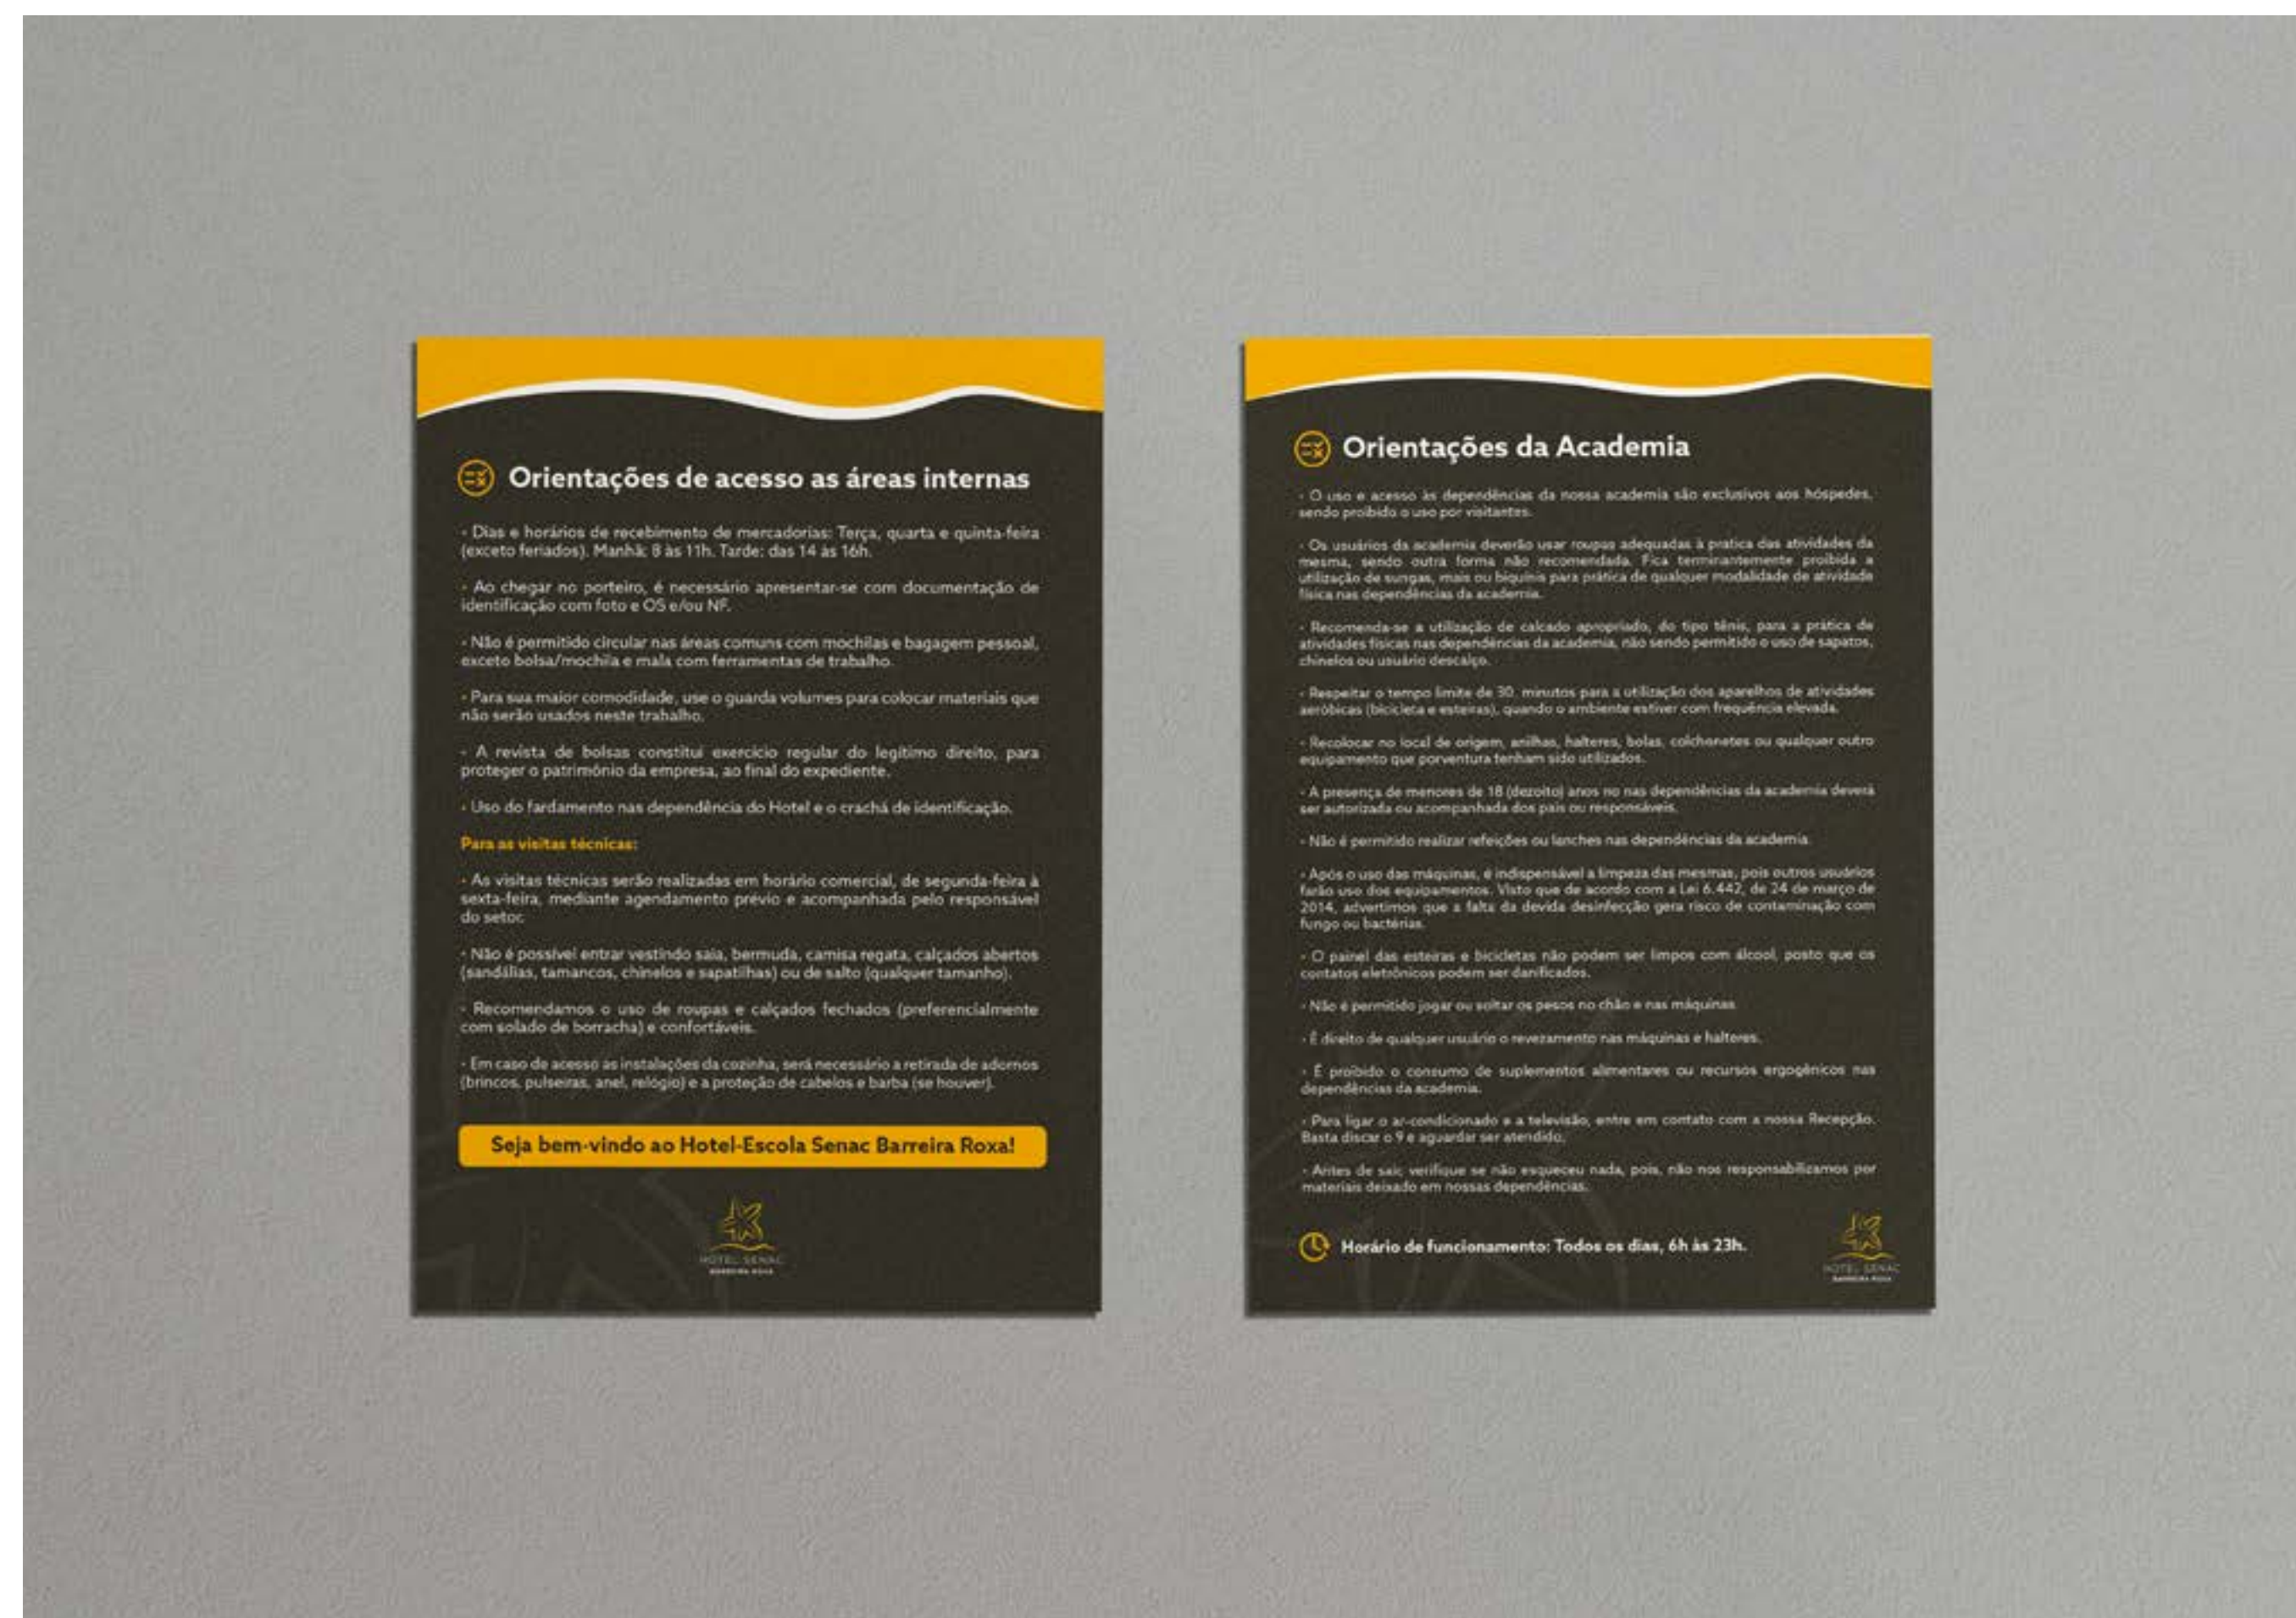 Orientações de acesso as áreas internas
- Dias e horários de recebimento de mercadorias: Terça, quarta e quinta-feira
(exceto feriados). Manhã: 8 às 11h. Tarde: das 14 às 16h.
- Ao chegar no porteiro, é necessário apresentar-se com documentação de
identificação com foto e OS e/ou NF.
- Não é permitido circular nas áreas comuns com mochilas e bagagem pessoal,
exceto bolsa/mochila e mala com ferramentas de trabalho.
- Para sua maior comodidade, use o guarda volumes para colocar materiais que
não serão usados neste trabalho.
- A revista de bolsas constitui exercício regular do legítimo direito, para
proteger o patrimônio da empresa, ao final do expediente.
- Uso do fardamento nas dependência do Hotel e o crachá de identificação.
Para as visitas técnicas:
- As visitas técnicas serão realizadas em horário comercial, de segunda-feira à
sexta-feira, mediante agendamento prévio e acompanhada pelo responsável
do setor.
- Não é possível entrar vestindo saia, bermuda, camisa regata, calçados abertos
(sandálias, tamancos, chinelos e sapatilhas) ou de salto (qualquer tamanho).
- Recomendamos o uso de roupas e calçados fechados (preferencialmente
com solado de borracha) e confortáveis.
- Em caso de acesso as instalações da cozinha, será necessário a retirada de adornos
(brincos, pulseiras, anel, relógio) e a proteção de cabelos e barba (se houver).
Seja bem-vindo ao Hotel-Escola Senac Barreira Roxa!
HOTEL SENAC
BARREIRA ROXA
Orientações da Academia
- O uso e acesso às dependências da nossa academia são exclusivos aos hóspedes,
sendo proibido o uso por visitantes.
- Os usuários da academia deverão usar roupas adequadas à pratica das atividades da
mesma, sendo outra forma não recomendada. Fica terminantemente proibida a
utilização de sungas, maiô ou biquínis para prática de qualquer modalidade de atividade
física nas dependências da academia.
- Recomenda-se a utilização de calcado apropriado, do tipo tênis, para a prática de
atividades físicas nas dependências da academia, não sendo permitido o uso de sapatos,
chinelos ou usuário descalço.
- Respeitar o tempo limite de 30. minutos para a utilização dos aparelhos de atividades
aeróbicas (bicicleta e esteiras), quando o ambiente estiver com frequência elevada.
- Recolocar no local de origem, anilhas, halteres, bolas, colchonetes ou qualquer outro
equipamento que porventura tenham sido utilizados.
- A presença de menores de 18 (dezoito) anos no nas dependências da academia deverá
ser autorizada ou acompanhada dos pais ou responsáveis.
- Não é permitido realizar refeições ou lanches nas dependências da academia.
- Após o uso das máquinas, é indispensável a limpeza das mesmas, pois outros usuários
farão uso dos equipamentos. Visto que de acordo com a Lei 6.442, de 24 de março de
2014, advertimos que a falta da devida desinfecção gera risco de contaminação com
fungo ou bactérias.
- O painel das esteiras e bicicletas não podem ser limpos com álcool, posto que os
contatos eletrônicos podem ser danificados.
- Não é permitido jogar ou soltar os pesos no chão e nas máquinas.
- É direito de qualquer usuário o revezamento nas máquinas e halteres.
- É proibido o consumo de suplementos alimentares ou recursos ergogênicos nas
dependências da academia.
- Para ligar o ar-condicionado e a televisão, entre em contato com a nossa Recepção.
Basta discar o 9 e aguardar ser atendido.
- Antes de sair, verifique se não esqueceu nada, pois, não nos responsabilizamos por
materiais deixado em nossas dependências.
Horário de funcionamento: Todos os dias, 6h às 23h.
HOTEL SENAC
BARREIRA ROXA